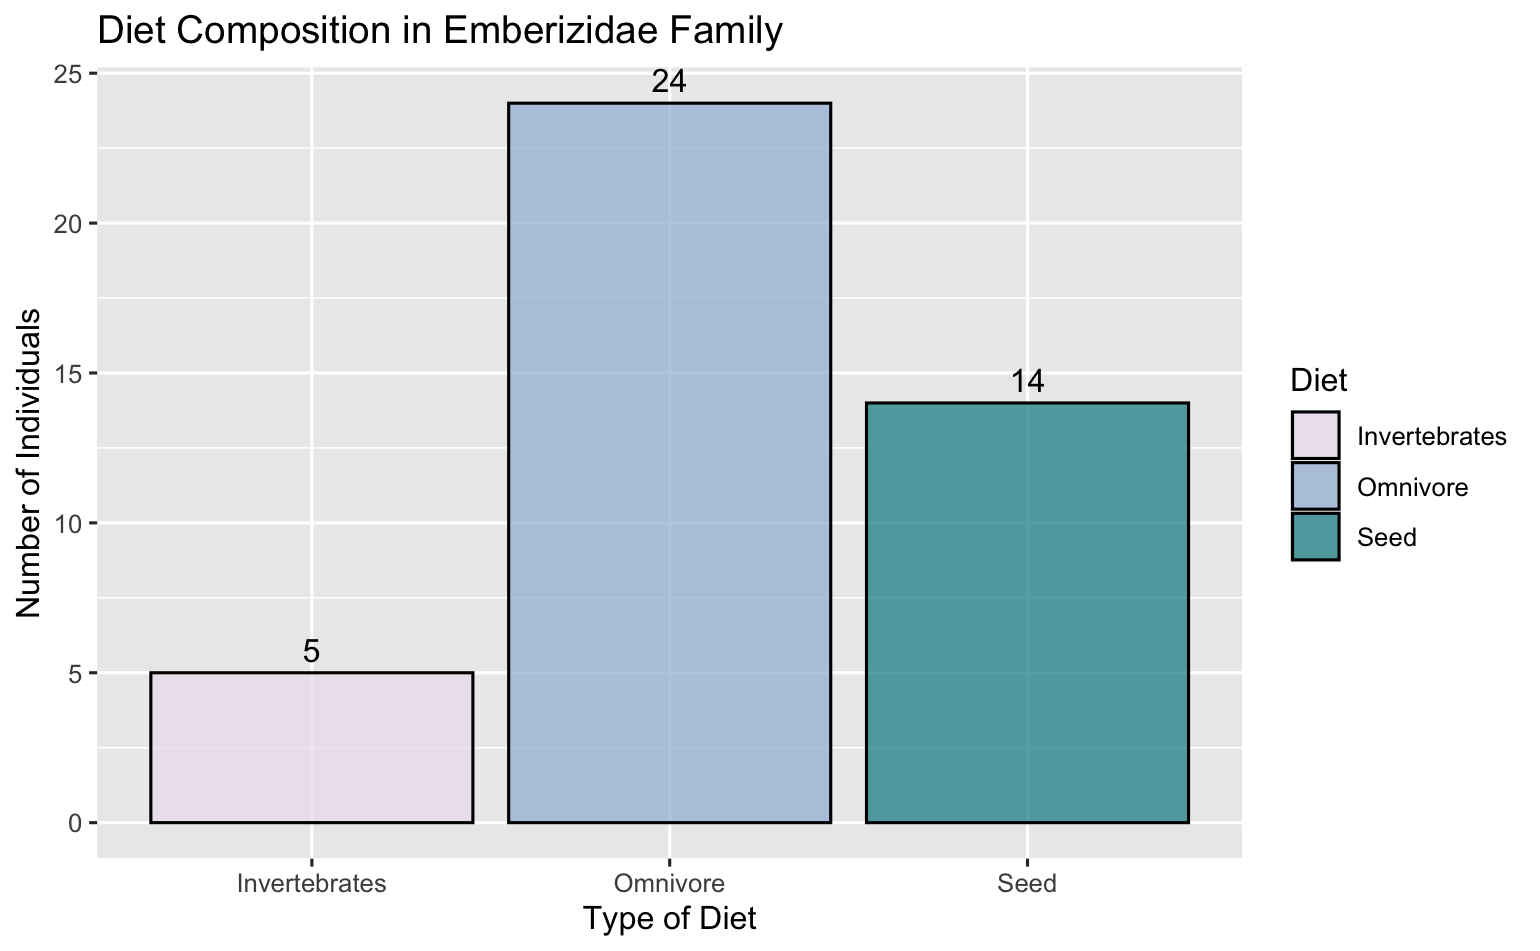 Diet Composition in Emberizidae Family
25
20
15
10
5
0
Number of Individuals
5
24
14
Invertebrates
Omnivore
Seed
Type of Diet
Diet
Invertebrates
Omnivore
Seed